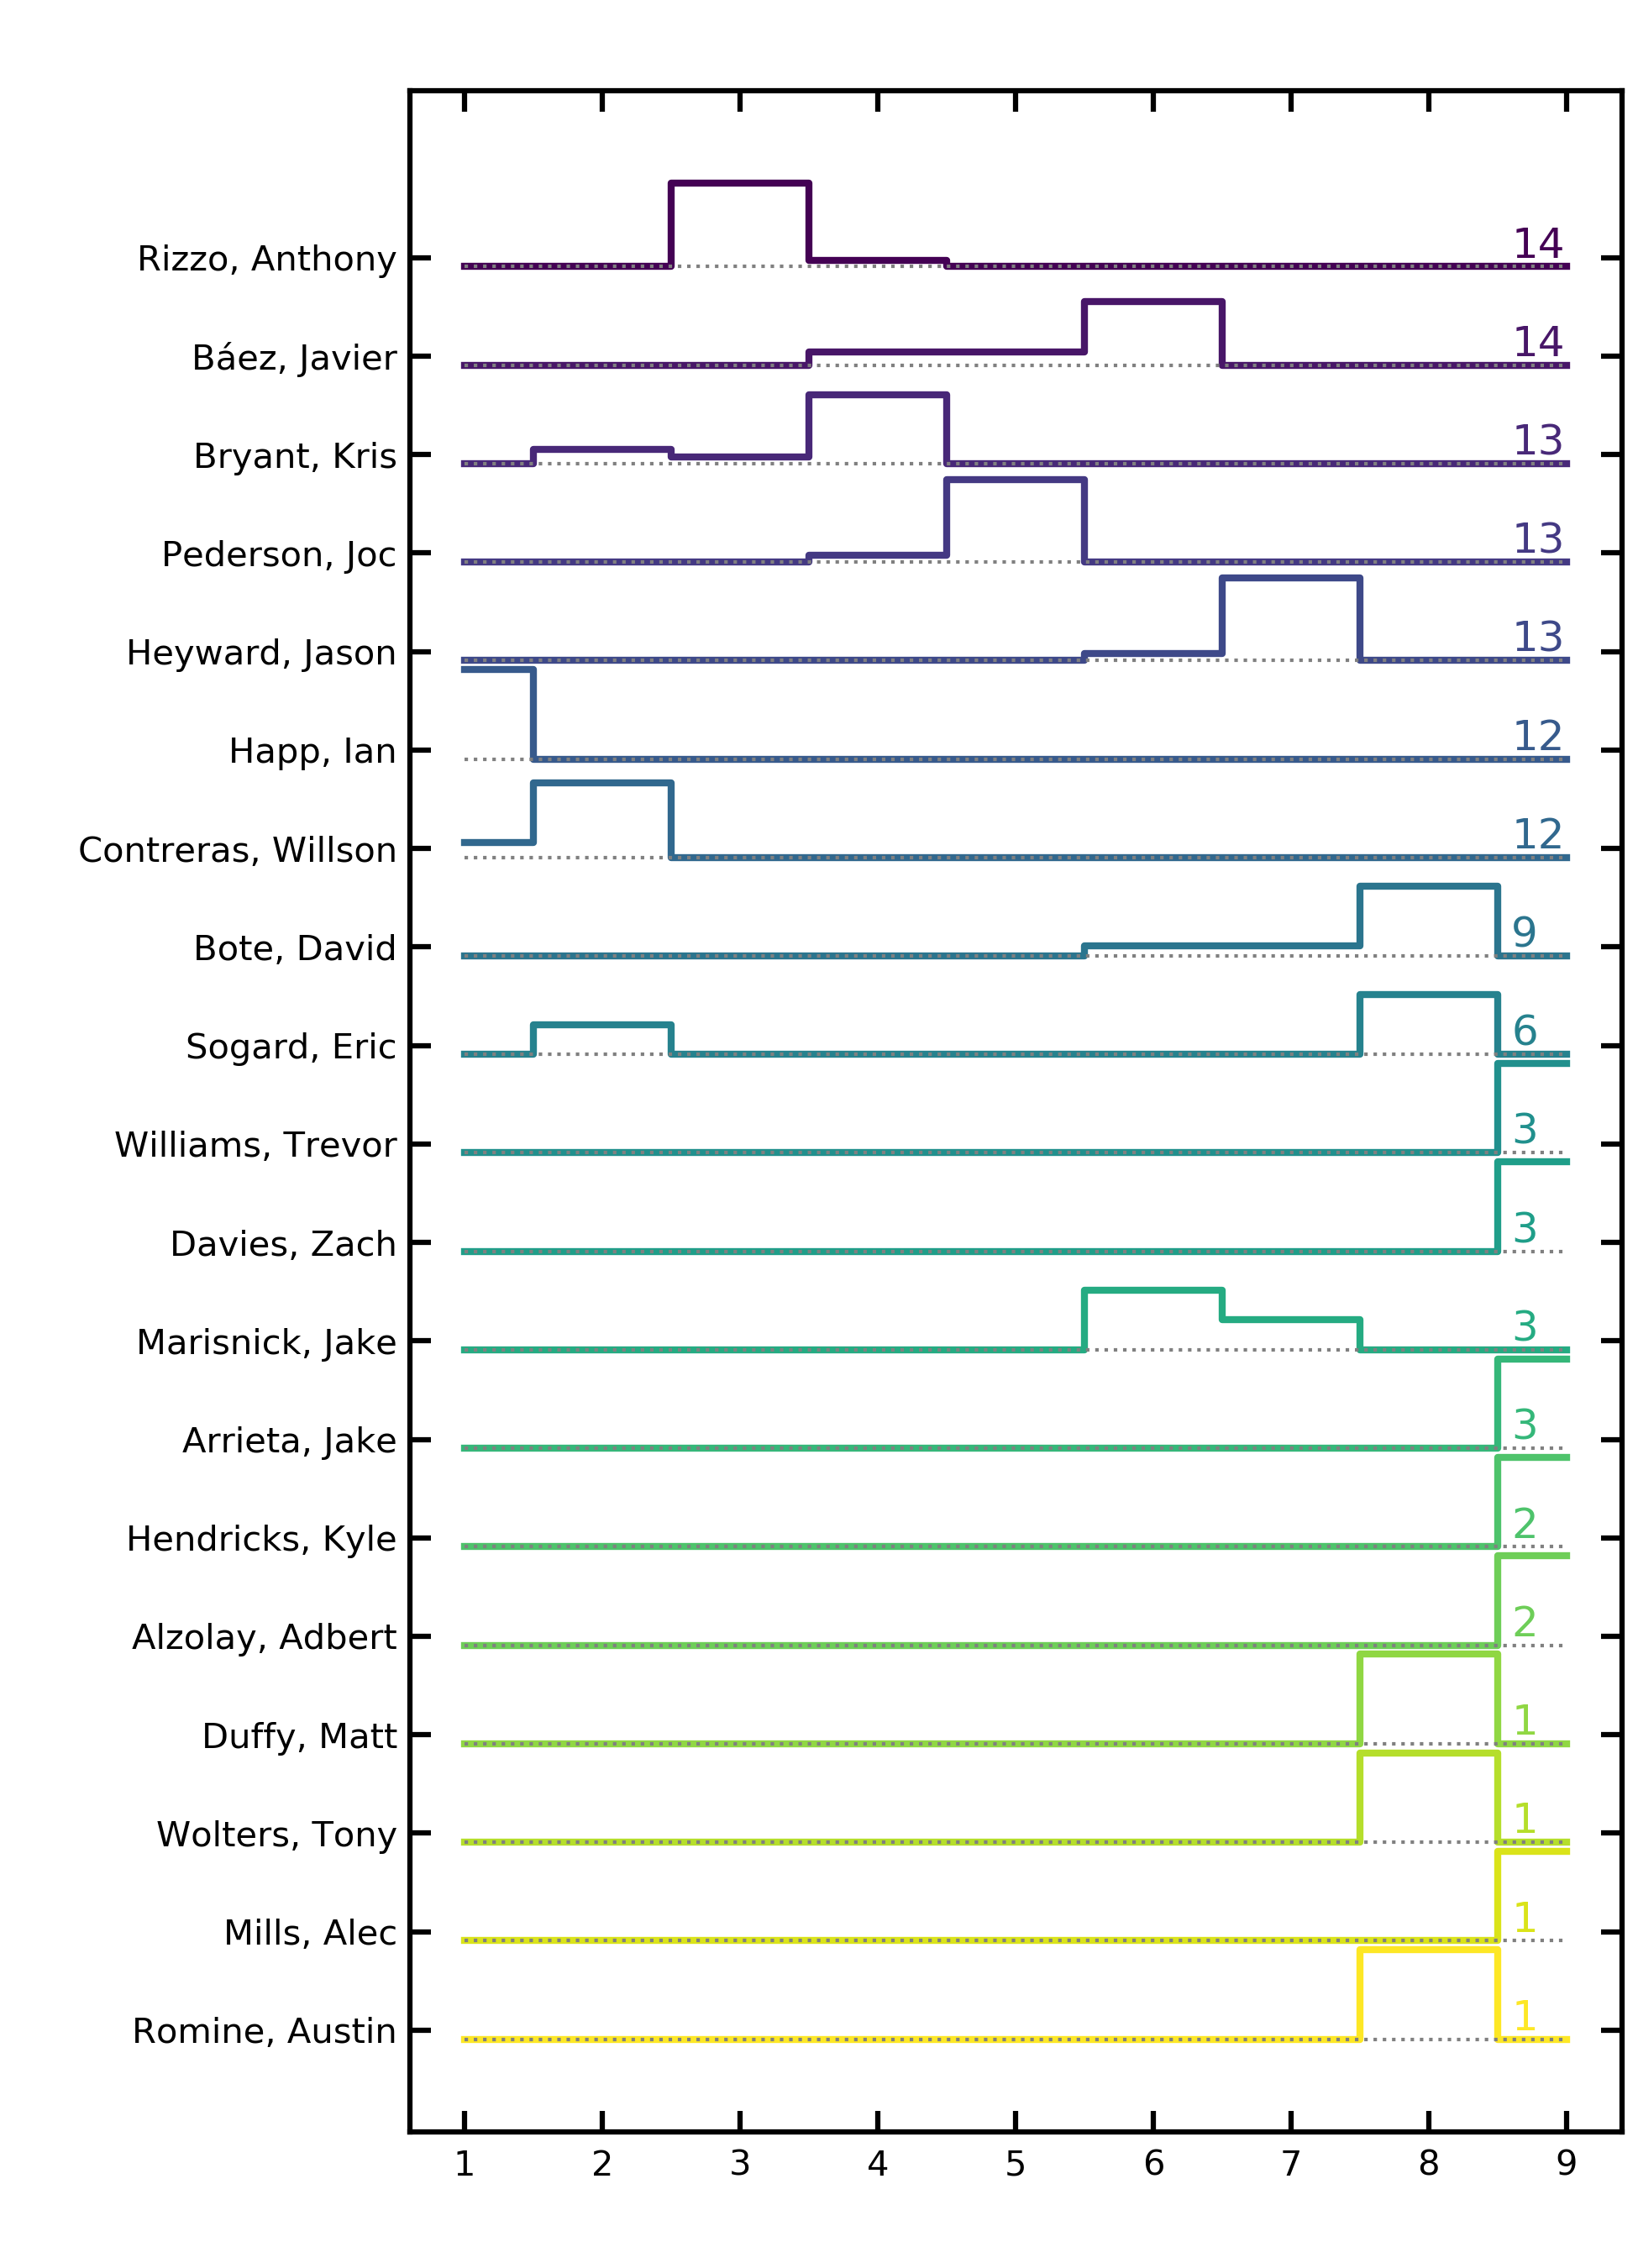 Rizzo, Anthony 14
Báez, Javier 14
Bryant, Kris 13
Pederson, Joc 13
Heyward, Jason 13
Happ, Ian 12
Contreras, Willson 12
Bote, David 9
Sogard, Eric 6
Williams, Trevor 3
Davies, Zach 3
Marisnick, Jake 3
Arrieta, Jake 3
Hendricks, Kyle 2
Alzolay, Adbert 2
Duffy, Matt 1
Wolters, Tony 1
Mills, Alec 1
Romine, Austin 1
1 2 3 4 5 6 7 8 9